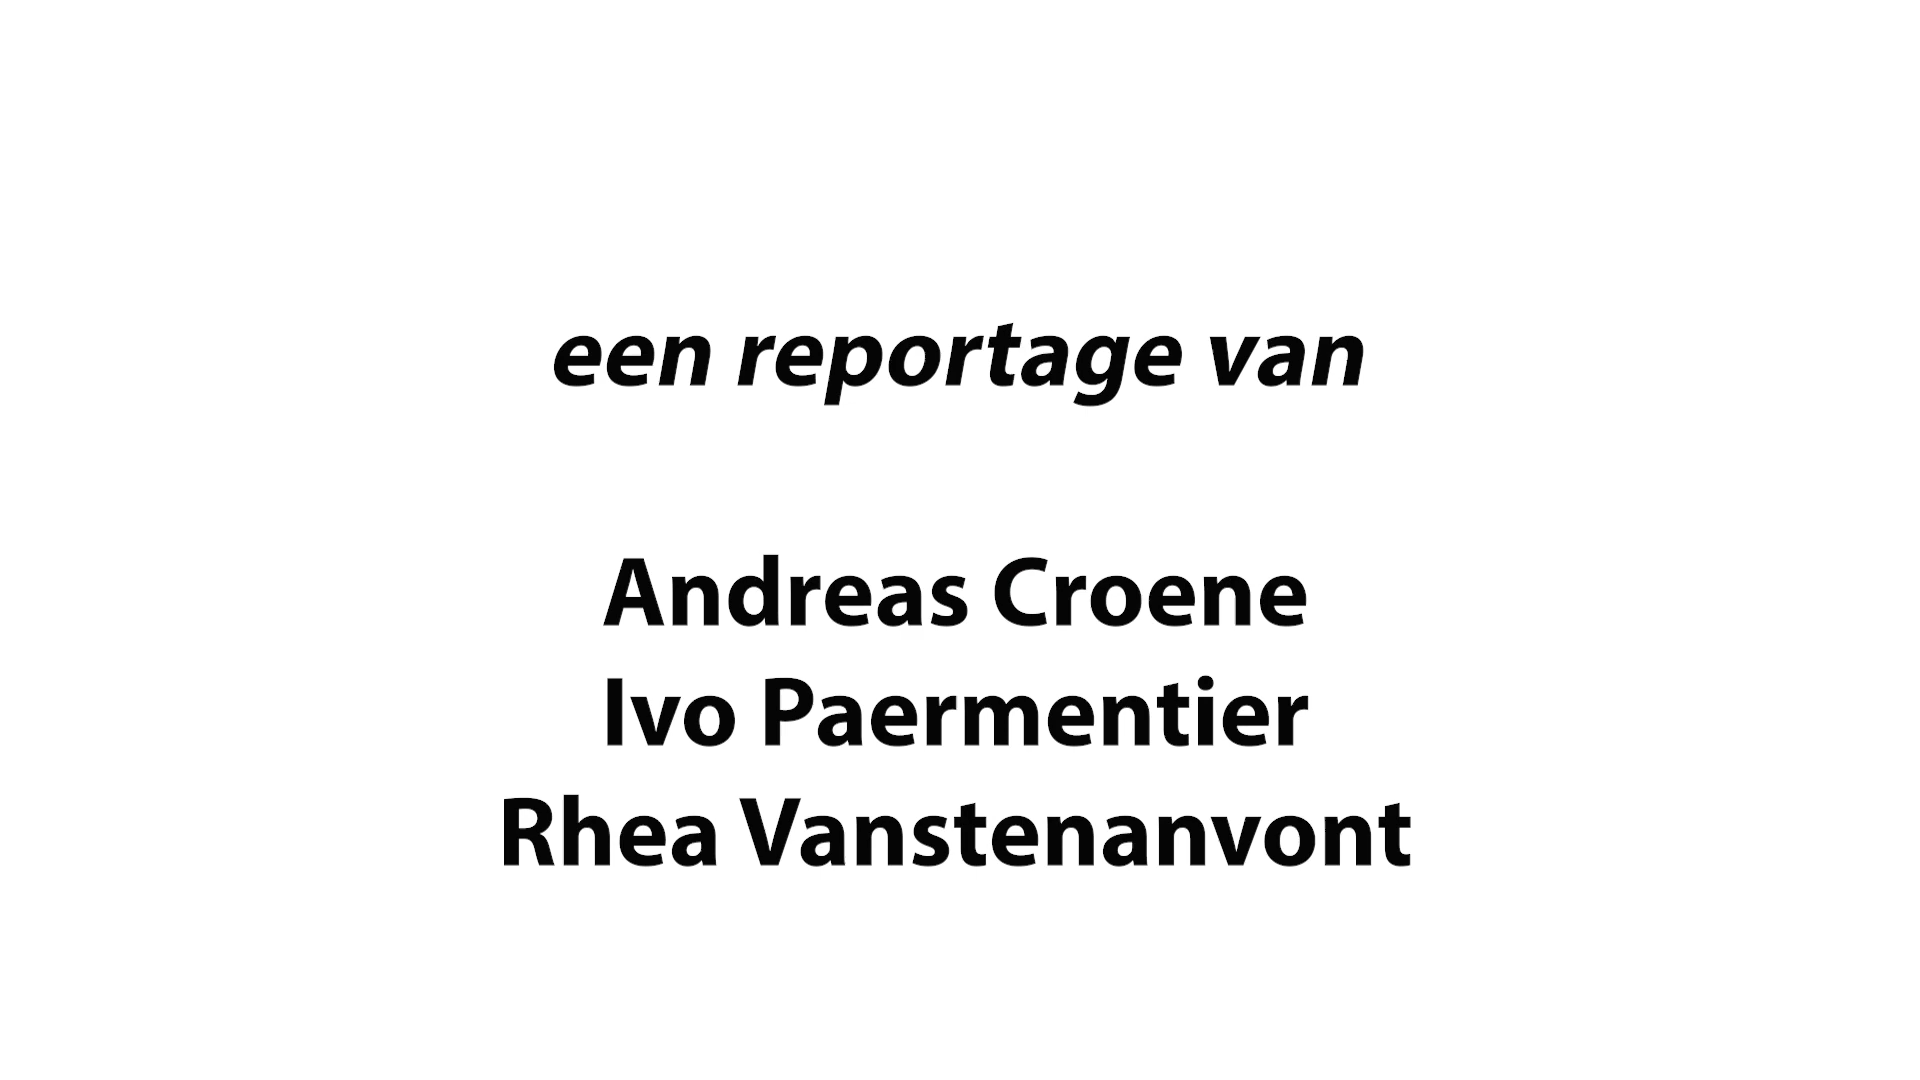 een reportage van
Andreas Croene
Ivo Paermentier
Rhea Vanstenanvont